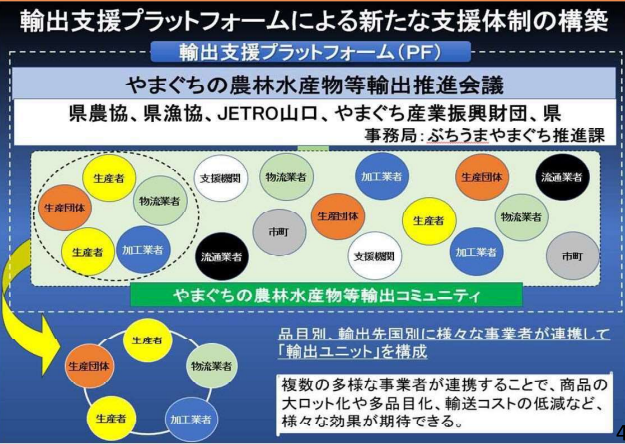 輸出支援プラットフォームによる新たな支援体制の構築
輸出支援プラットフォーム(PF)
やまぐちの農林水産物等輸出推進会議
県農協、県漁協、JETRO山口、やまぐち産業振興財団、県
事務局:ぶちうまやまぐち推進課
生産者
支援機関
物流業者
加工業者
生産団体
流通業者
生産団体
物流業者
生産団体
生産者
物流業者
市町
生産者
加工業者
流通業者
支援機関
加工業者
市町
やまぐちの農林水産物等輸出コミュニティ
生産者
生産団体
物流業者
生産者
加工業者
品目別、輸出先国別に様々な事業者が連携して
「輸出ユニット」を構成
複数の多様な事業者が連携することで、商品の
大ロット化や多品目化、輸送コストの低減など、
様々な効果が期待できる。
4